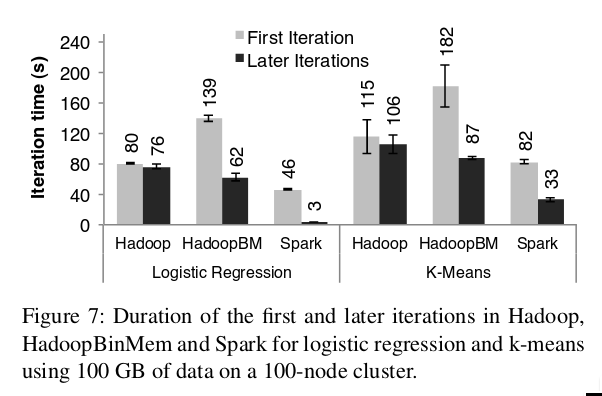 240
200
160
120
80
40
0
Iteration time (s)
First Iteration
Later Iterations
80
76
139
62
46
3
115
106
182
87
82
33
Hadoop HadoopBM Spark Hadoop HadoopBM Spark
Logistic Regression K-Means
Figure 7: Duration of the first and later iterations in Hadoop,
HadoopBinMem and Spark for logistic regression and k-means
using 100 GB of data on a 100-node cluster.